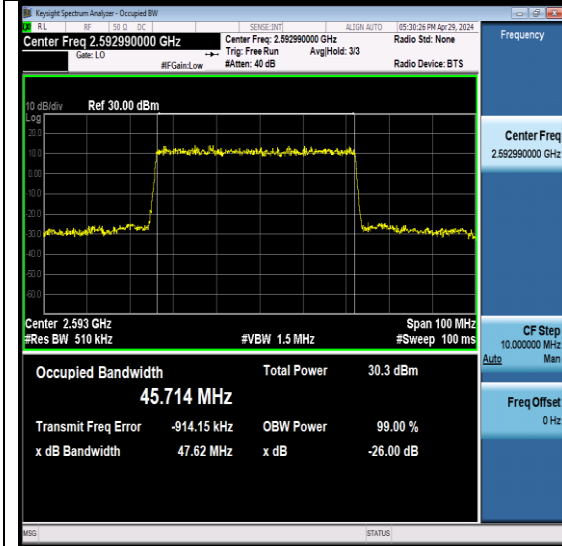 Keysight Spectrum Analyzer - Occupied BW
RL RF 50 Ω DC SENSE:INT ALIGN AUTO 05:30:26 PM Apr 29, 2024
Center Freq 2.592990000 GHz
Gate: LO
#IFGain:Low
Center Freq: 2.592990000 GHz
Trig: Free Run Avg|Hold: 3/3
#Atten: 40 dB
Radio Std: None
Radio Device: BTS
Frequency
10 dB/div Ref 30.00 dBm
Log
20.0
10.0
0.00
-10.0
-20.0
-30.0
-40.0
-50.0
-60.0
Center Freq
2.592990000 GHz
Center 2.593 GHz Span 100 MHz
#Res BW 510 kHz #VBW 1.5 MHz #Sweep 100 ms
CF Step
10.000000 MHz
Auto Man
Occupied Bandwidth Total Power 30.3 dBm
45.714 MHz
Transmit Freq Error -914.15 kHz OBW Power 99.00 %
x dB Bandwidth 47.62 MHz x dB -26.00 dB
Freq Offset
0 Hz
MSG STATUS